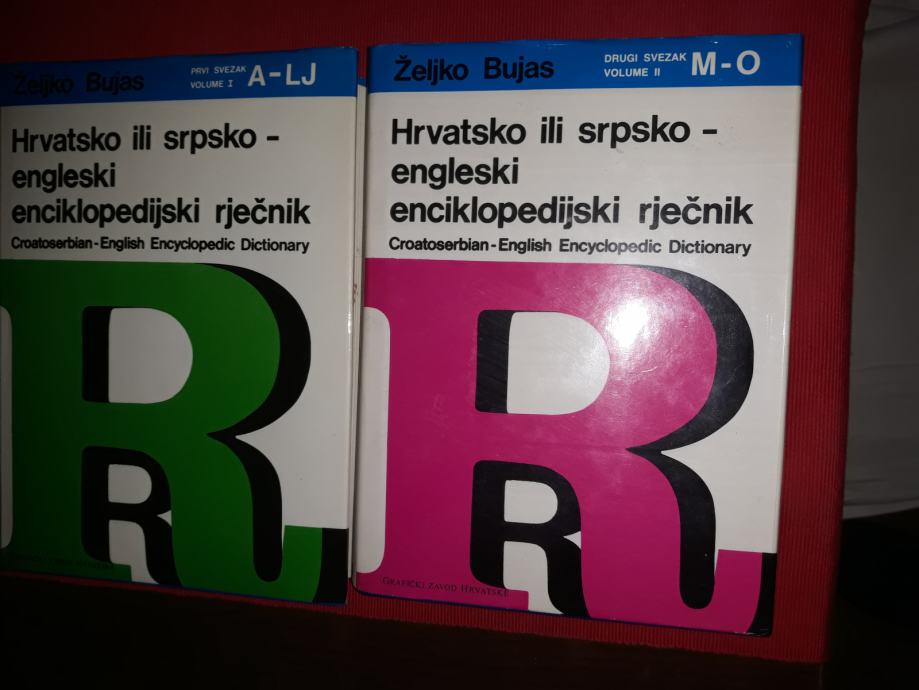 Željko Bujas
PRVI SVEZAK
VOLUME I
A-LJ
Hrvatsko ili srpsko -
engleski
enciklopedijski rječnik
Croatoserbian - English Encyclopedic Dictionary
Željko Bujas
DRUGI SVEZAK
VOLUME II
M-O
Hrvatsko ili srpsko -
engleski
enciklopedijski rječnik
Croatoserbian - English Encyclopedic Dictionary
GRAFIČKI ZAVOD HRVATSKE